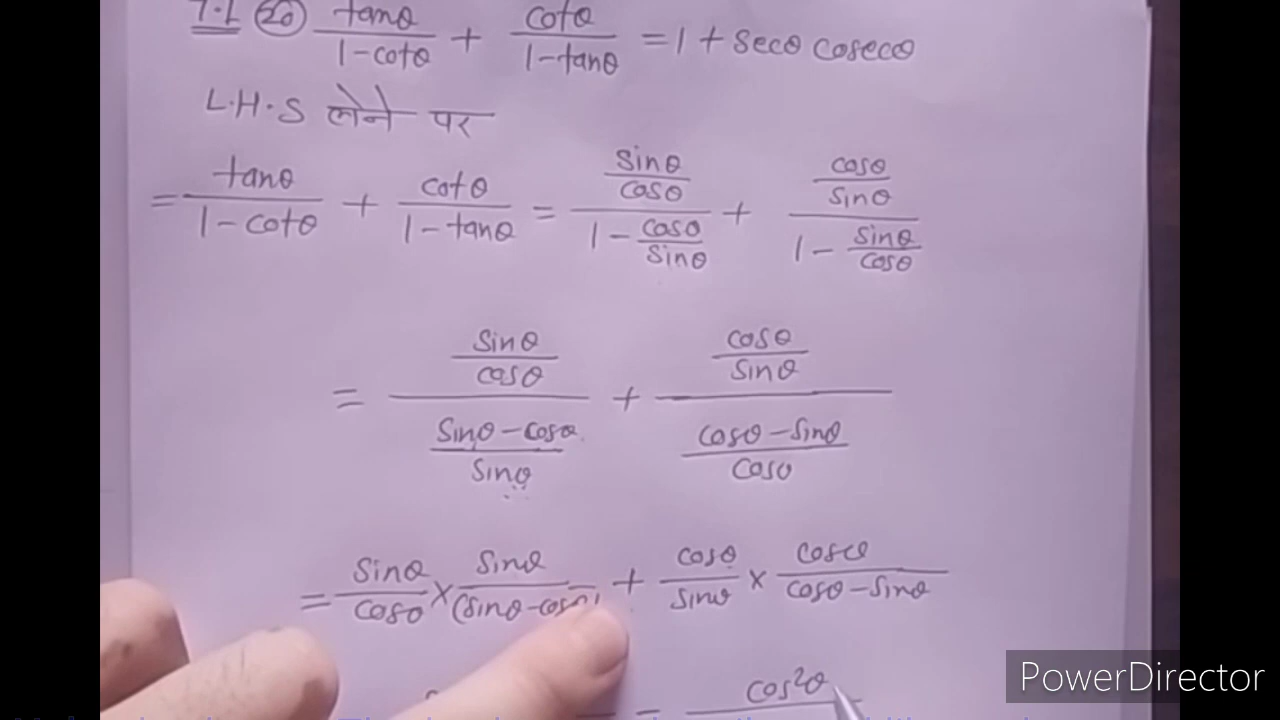 7.1 (20) tanθ/(1-cotθ) + cotθ/(1-tanθ) = 1 + secθ cosecθ
L.H.S लेने पर
= tanθ/(1-cotθ) + cotθ/(1-tanθ) = (sinθ/cosθ)/(1-cosθ/sinθ) + (cosθ/sinθ)/(1-sinθ/cosθ)
= (sinθ/cosθ)/((sinθ-cosθ)/sinθ) + (cosθ/sinθ)/((cosθ-sinθ)/cosθ)
= sinθ/cosθ × sinθ/(sinθ-cosθ) + cosθ/sinθ × cosθ/(cosθ-sinθ)
- cos²θ
PowerDirector